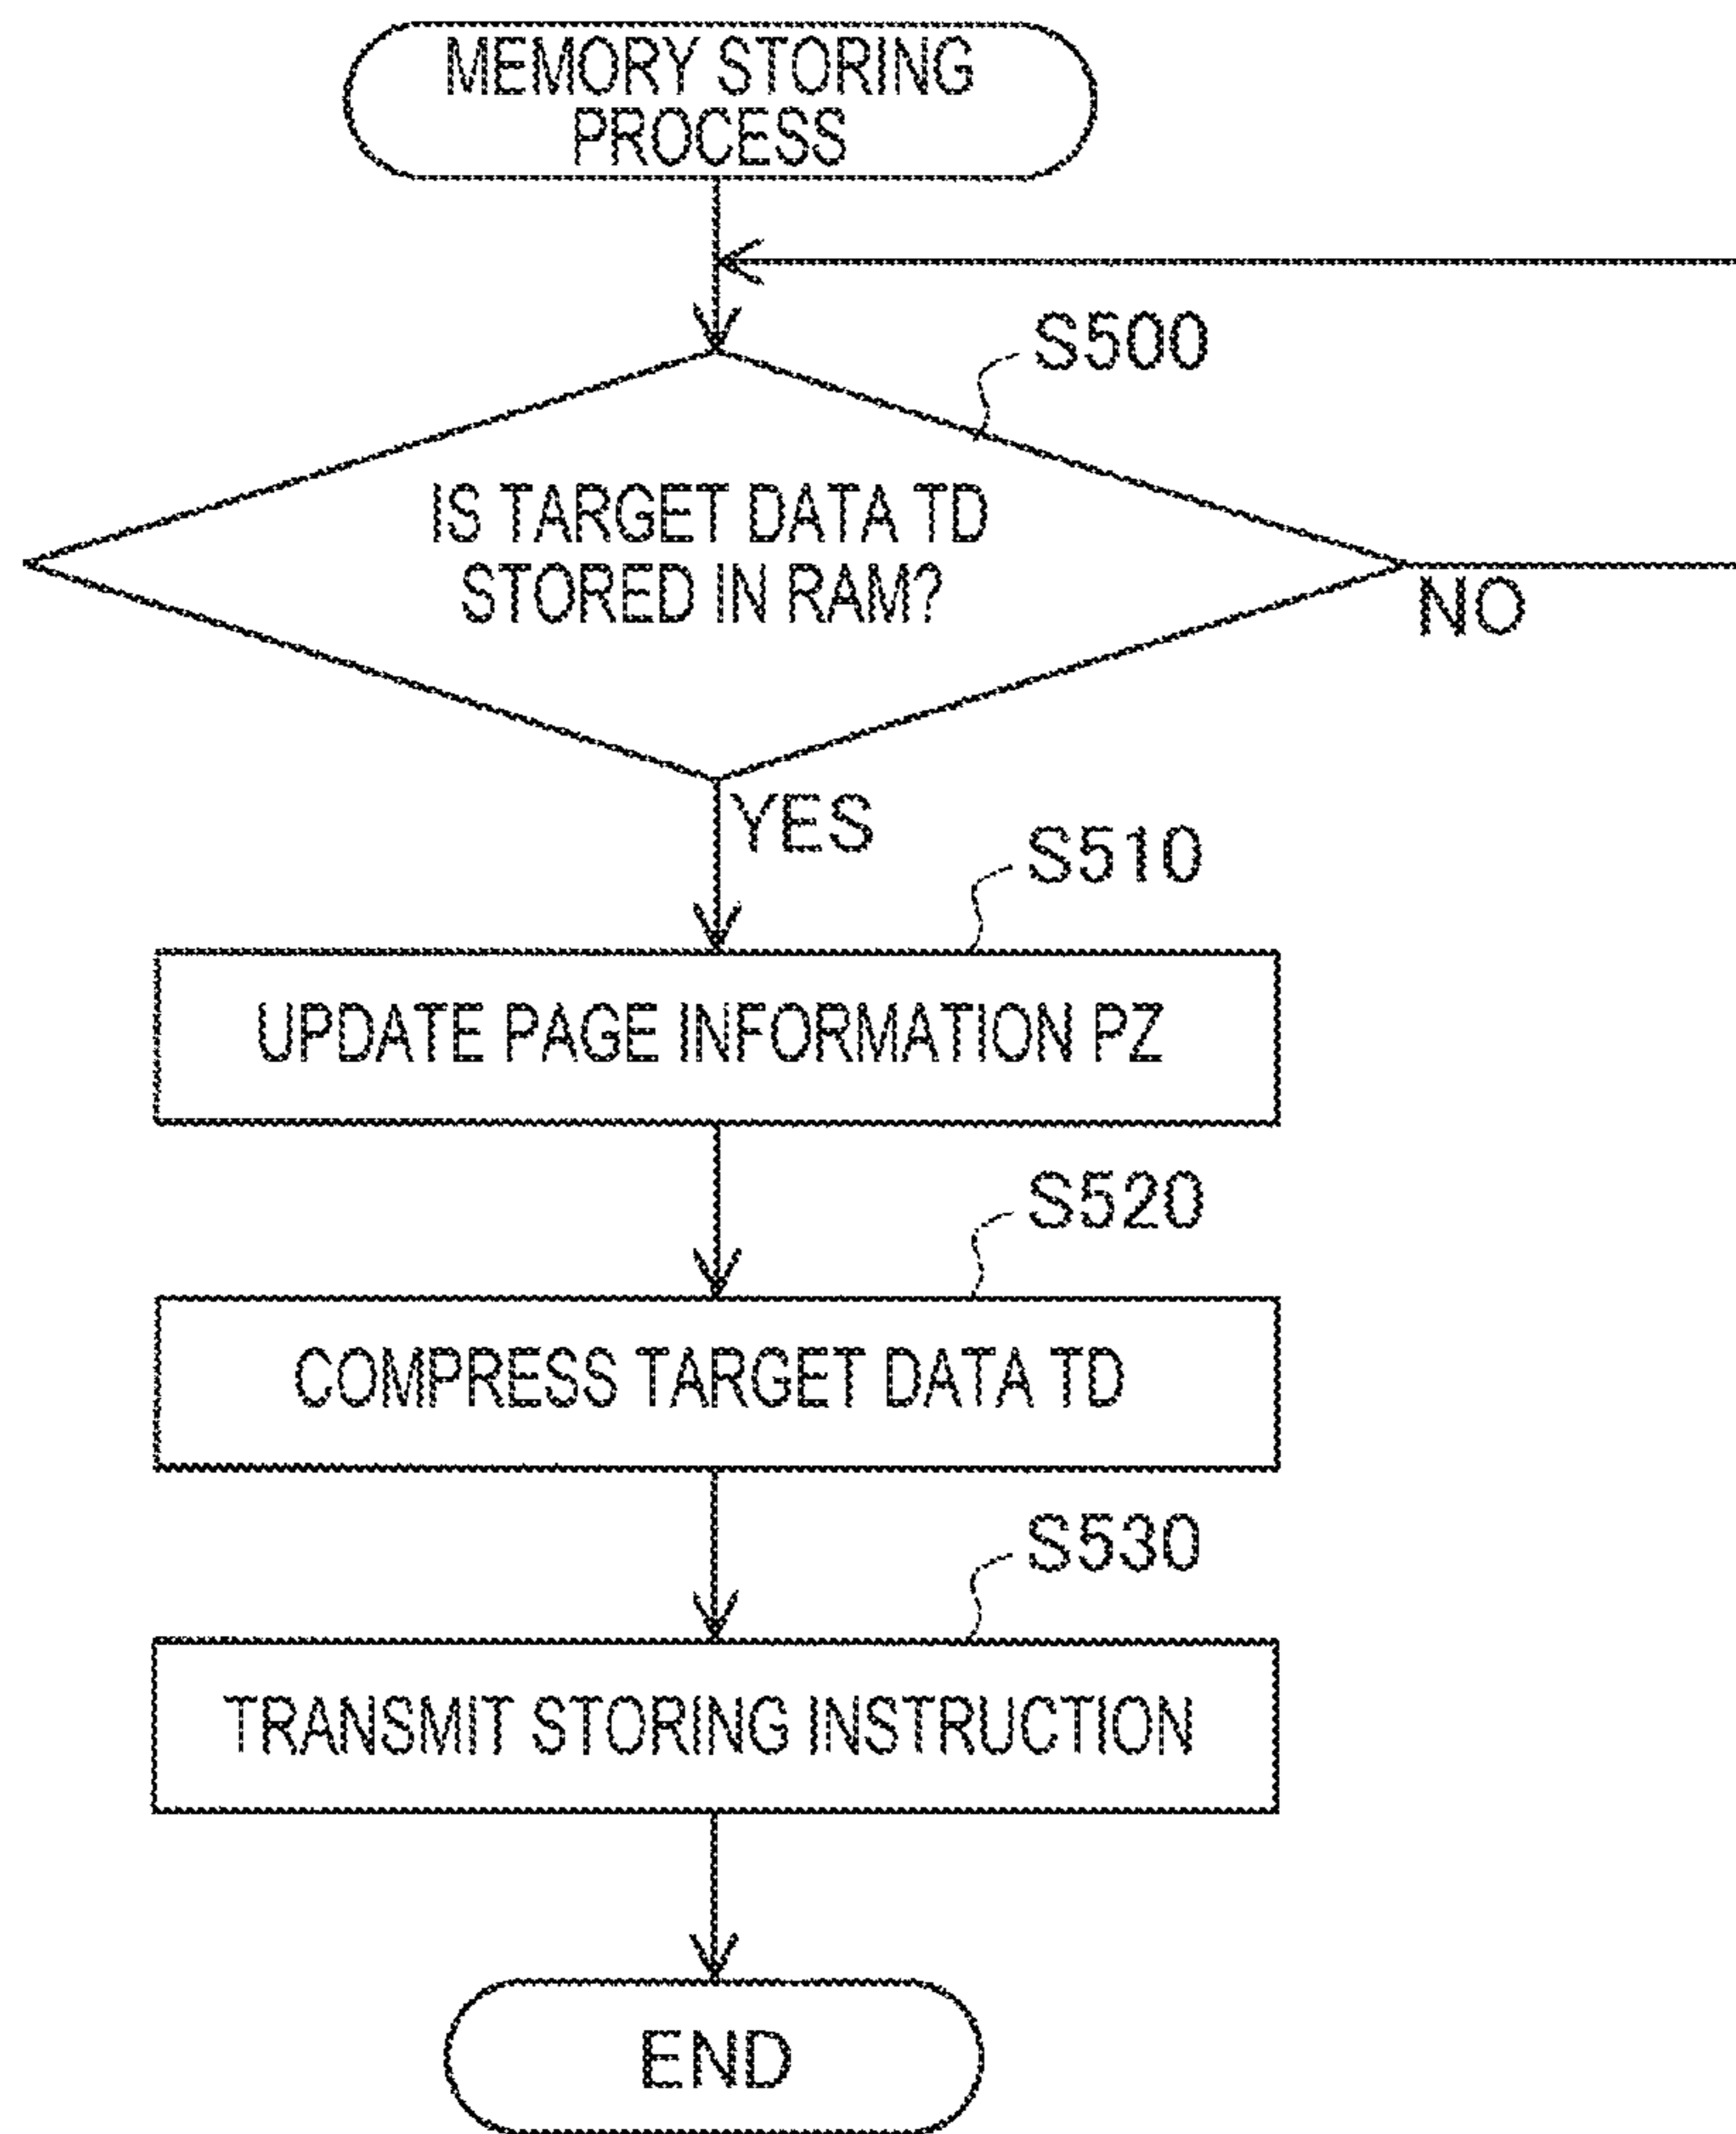 MEMORY STORING
PROCESS
S500
IS TARGET DATA TD
STORED IN RAM?
NO
YES
S510
UPDATE PAGE INFORMATION PZ
S520
COMPRESS TARGET DATA TD
S530
TRANSMIT STORING INSTRUCTION
END